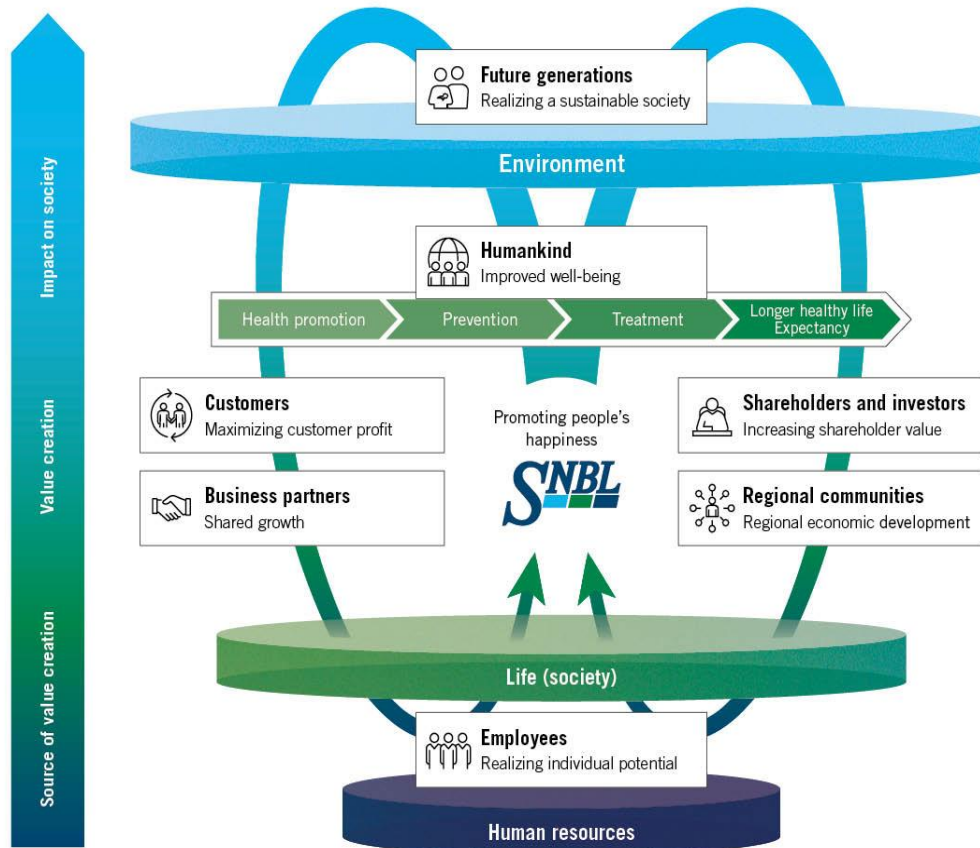 Impact on society
Value creation
Source of value creation
Future generations
Realizing a sustainable society
Environment
Humankind
Improved well-being
Health promotion
Prevention
Treatment
Longer healthy life
Expectancy
Customers
Maximizing customer profit
Business partners
Shared growth
Promoting people's
happiness
SNBL
Shareholders and investors
Increasing shareholder value
Regional communities
Regional economic development
Life (society)
Employees
Realizing individual potential
Human resources